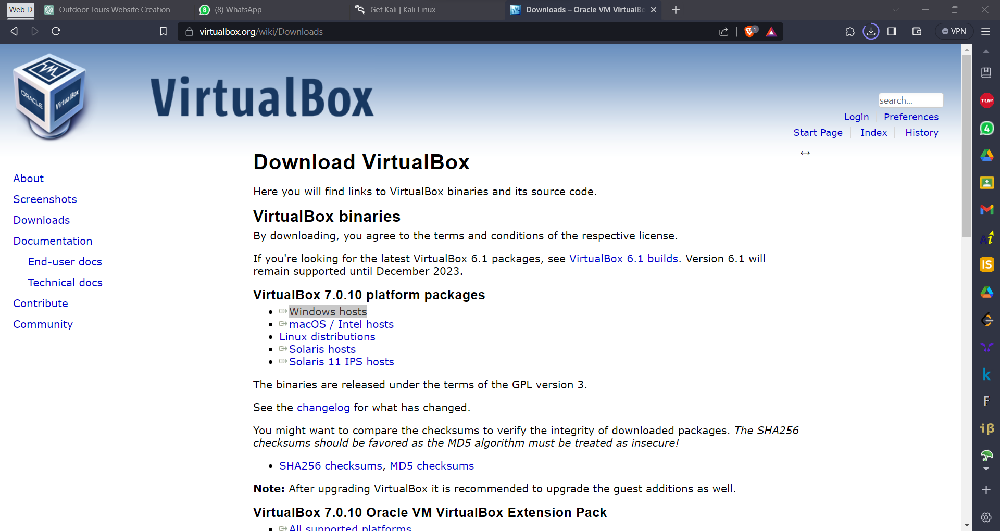 Web D
Outdoor Tours Website Creation
(8) WhatsApp
Get Kali | Kali Linux
Downloads – Oracle VM VirtualBo
virtualbox.org/wiki/Downloads
1
VPN
ORACLE
VirtualBox
VirtualBox
search...
Login
Preferences
Start Page
Index
History
About
Screenshots
Downloads
Documentation
End-user docs
Technical docs
Contribute
Community
Download VirtualBox
Here you will find links to VirtualBox binaries and its source code.
VirtualBox binaries
By downloading, you agree to the terms and conditions of the respective license.
If you're looking for the latest VirtualBox 6.1 packages, see VirtualBox 6.1 builds. Version 6.1 will
remain supported until December 2023.
VirtualBox 7.0.10 platform packages
Windows hosts
macOS / Intel hosts
Linux distributions
Solaris hosts
Solaris 11 IPS hosts
The binaries are released under the terms of the GPL version 3.
See the changelog for what has changed.
You might want to compare the checksums to verify the integrity of downloaded packages. The SHA256
checksums should be favored as the MD5 algorithm must be treated as insecure!
SHA256 checksums, MD5 checksums
Note: After upgrading VirtualBox it is recommended to upgrade the guest additions as well.
VirtualBox 7.0.10 Oracle VM VirtualBox Extension Pack
All supported platforms
TUF
4
Ai
IS
k
F
iβ